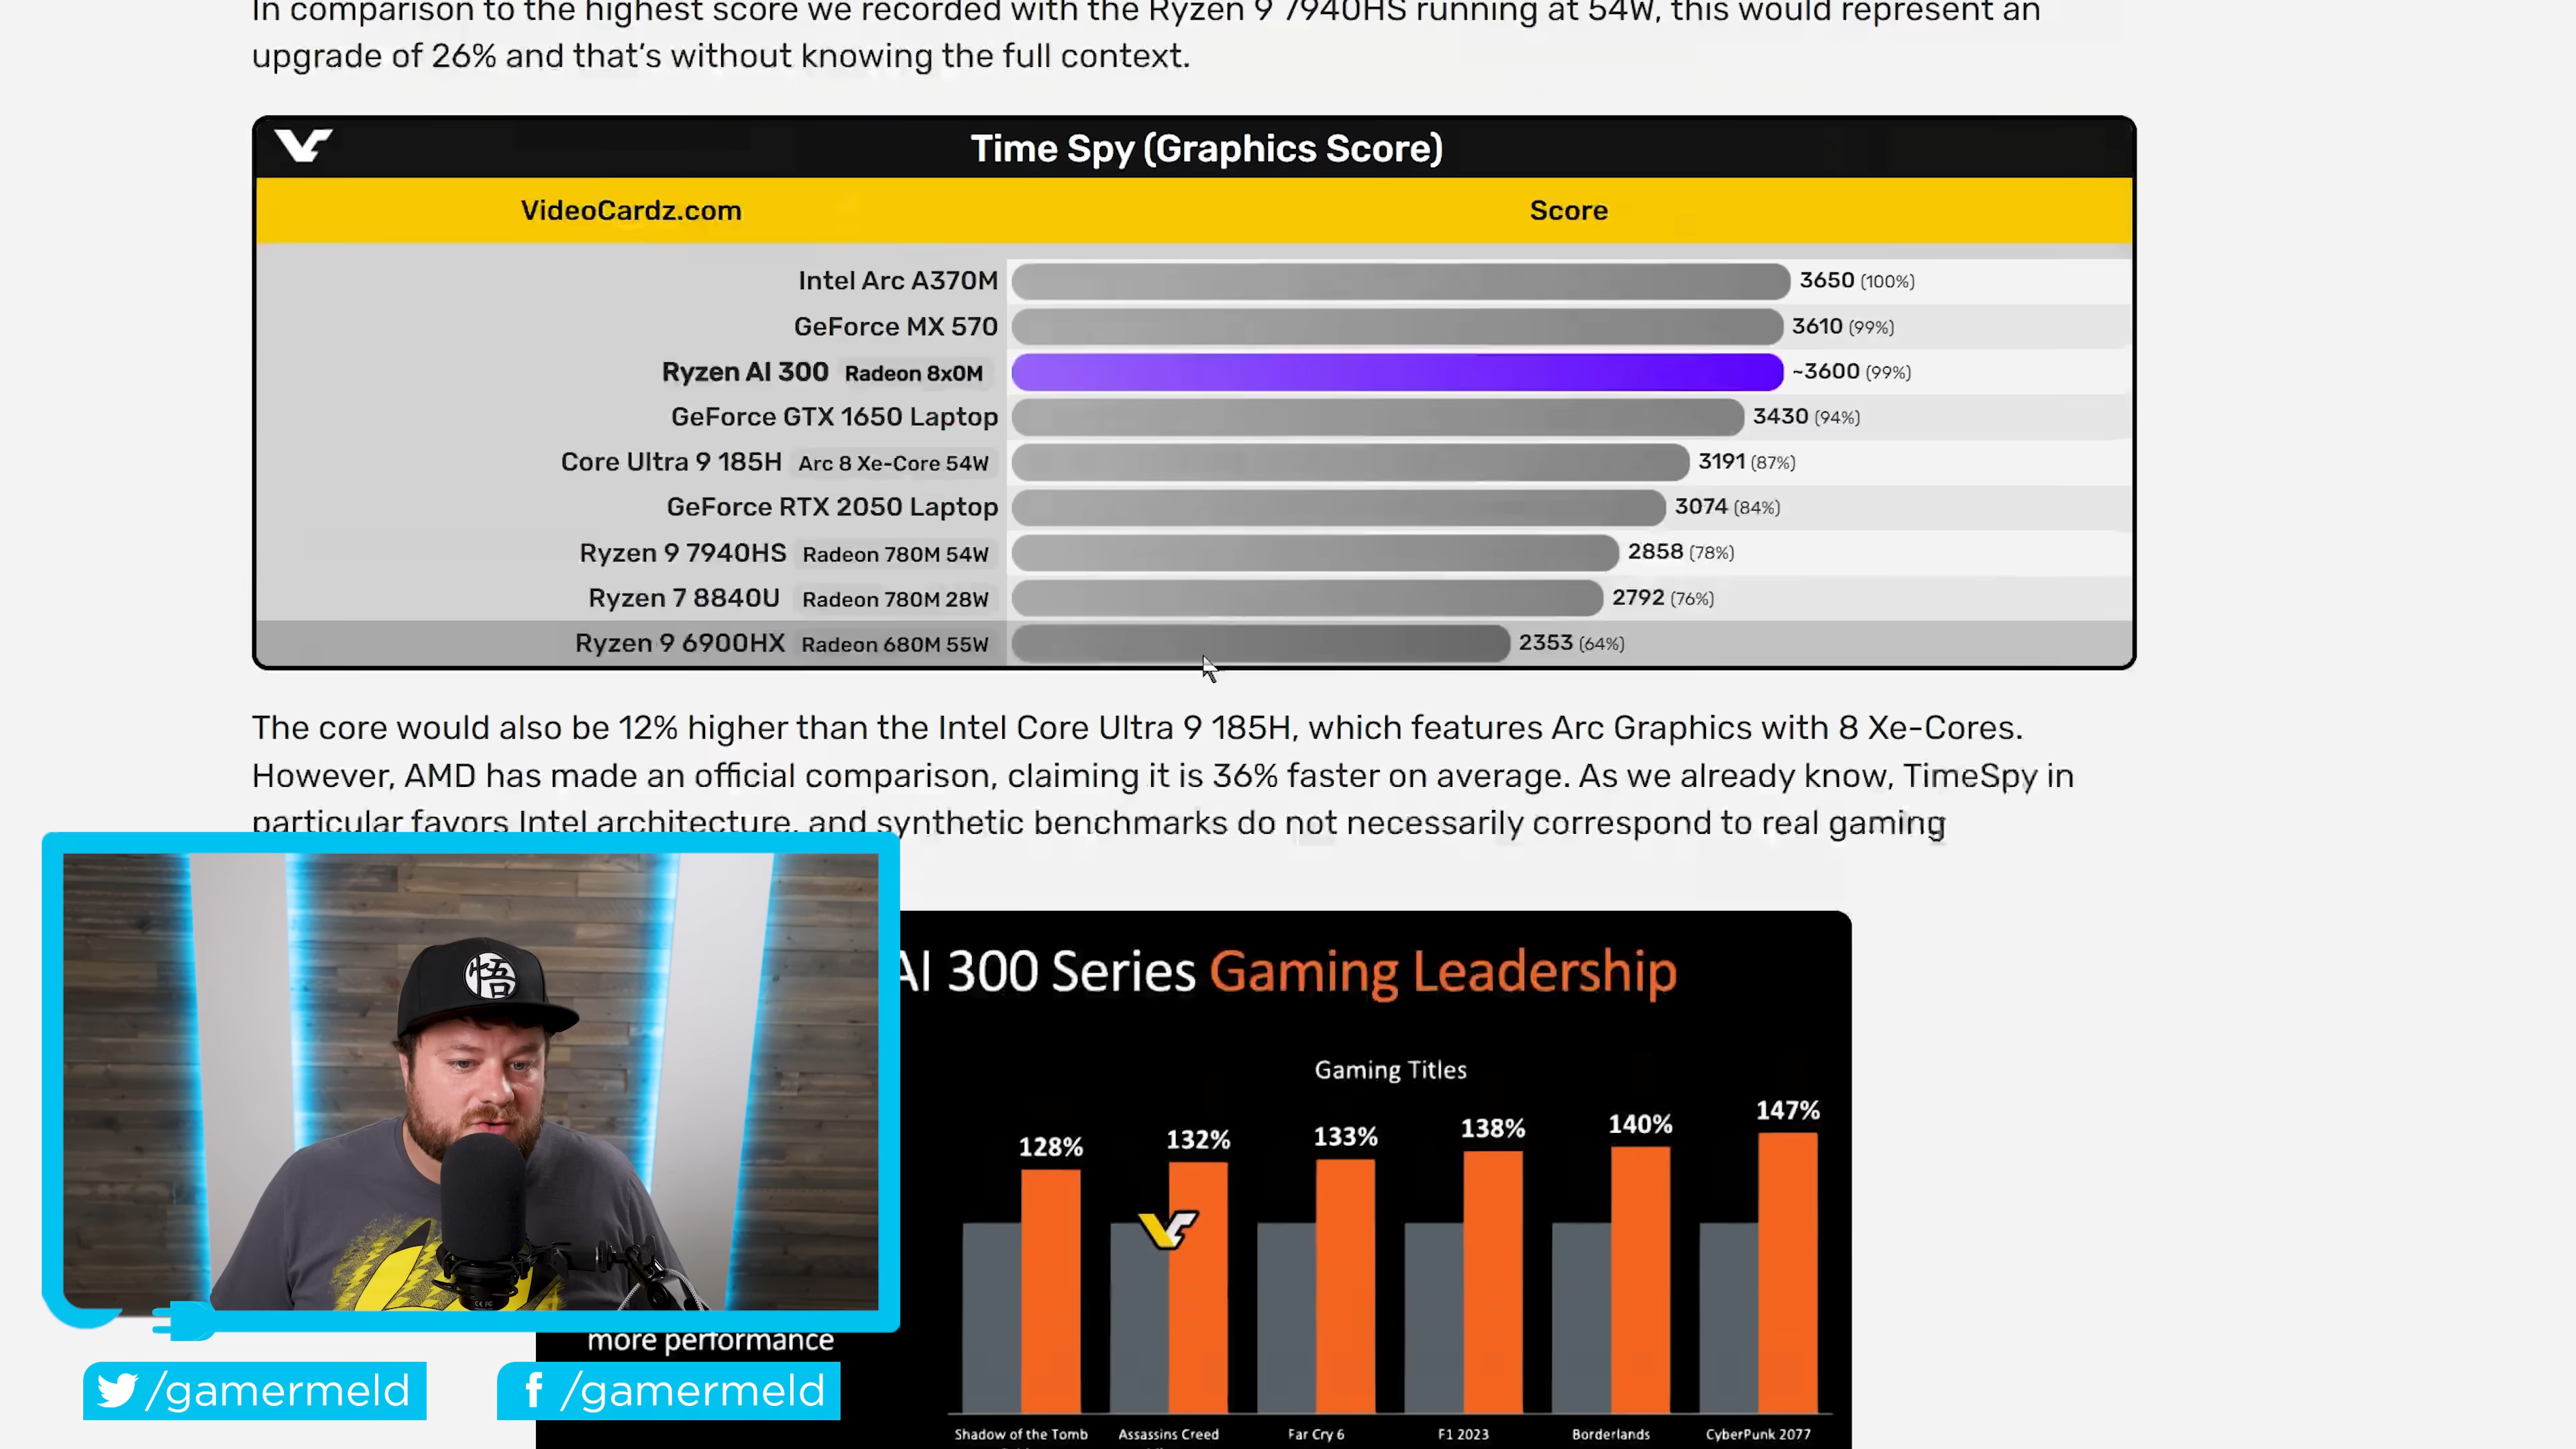 In comparison to the highest score we recorded with the Ryzen 9 7940HS running at 54W, this would represent an
upgrade of 26% and that's without knowing the full context.
Time Spy (Graphics Score)
VideoCardz.com Score
Intel Arc A370M 3650 (100%)
GeForce MX 570 3610 (99%)
Ryzen AI 300 Radeon 8x0M ~3600 (99%)
GeForce GTX 1650 Laptop 3430 (94%)
Core Ultra 9 185H Arc 8 Xe-Core 54W 3191 (87%)
GeForce RTX 2050 Laptop 3074 (84%)
Ryzen 9 7940HS Radeon 780M 54W 2858 (78%)
Ryzen 7 8840U Radeon 780M 28W 2792 (76%)
Ryzen 9 6900HX Radeon 680M 55W 2353 (64%)
The core would also be 12% higher than the Intel Core Ultra 9 185H, which features Arc Graphics with 8 Xe-Cores.
However, AMD has made an official comparison, claiming it is 36% faster on average. As we already know, TimeSpy in
particular favors Intel architecture, and synthetic benchmarks do not necessarily correspond to real gaming
AI 300 Series Gaming Leadership
Gaming Titles
128% 132% 133% 138% 140% 147%
悟
more performance
Shadow of the Tomb Assassins Creed Far Cry 6 F1 2023 Borderlands CyberPunk 2077
/gamermeld f /gamermeld